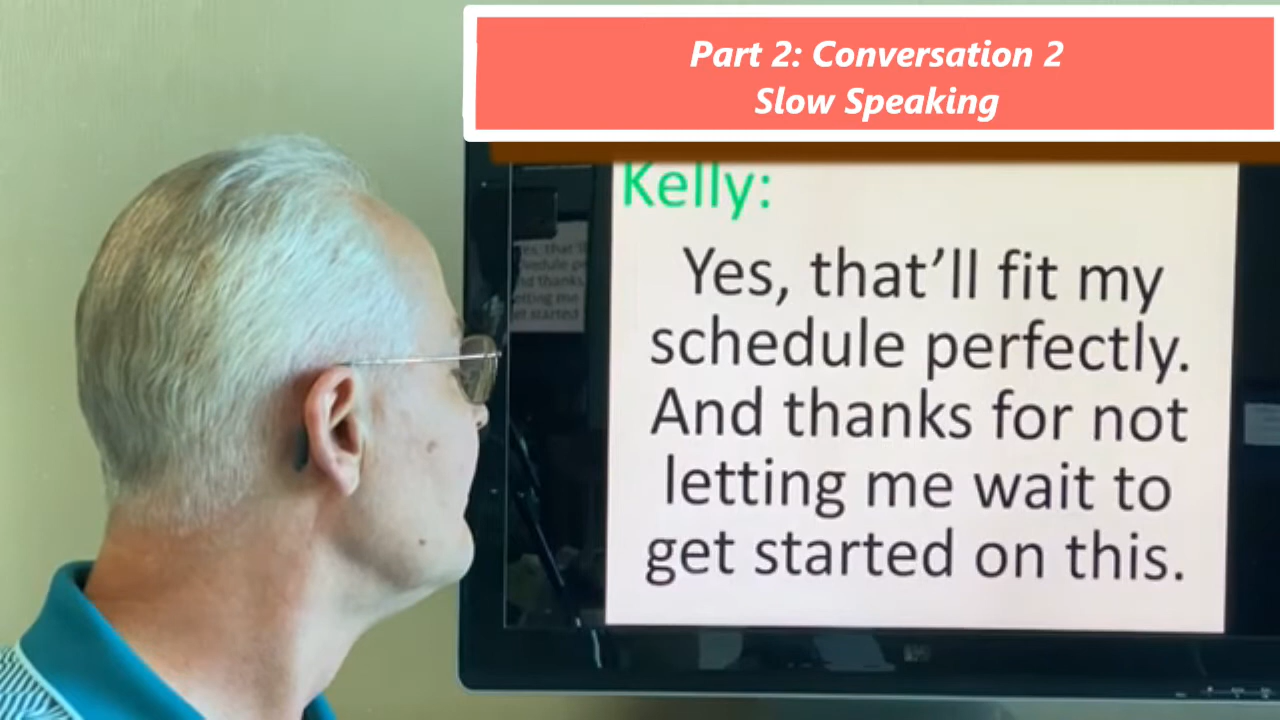 Part 2: Conversation 2
Slow Speaking
Kelly:
Yes, that’ll fit my
schedule perfectly.
And thanks for not
letting me wait to
get started on this.